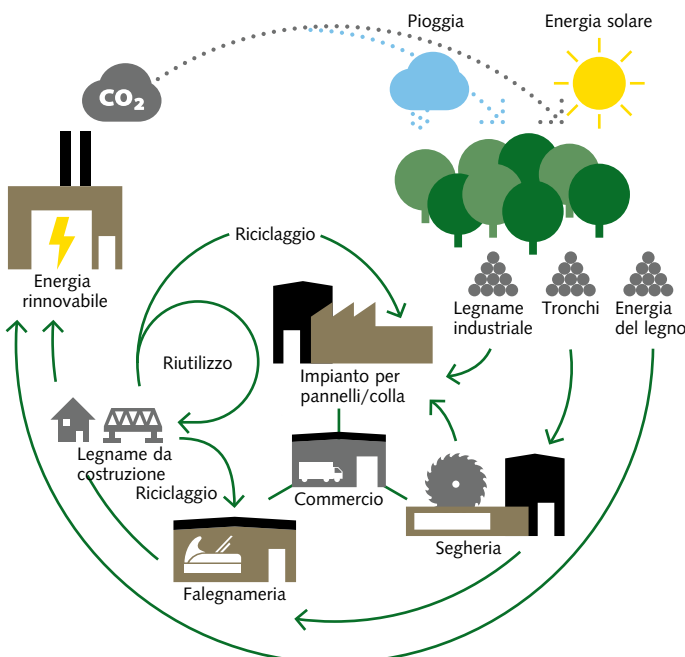 Pioggia
Energia solare
CO₂
Riciclaggio
Energia
rinnovabile
Legname
industriale
Tronchi
Energia
del legno
Riutilizzo
Impianto per
pannelli/colla
Legname da
costruzione
Riciclaggio
Commercio
Segheria
Falegnameria